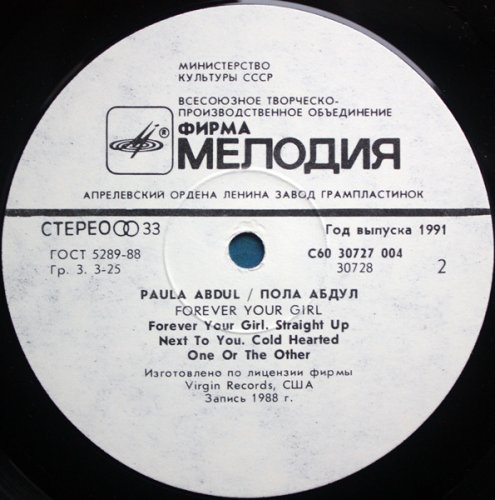 МИНИСТЕРСТВО
КУЛЬТУРЫ СССР
ВСЕСОЮЗНОЕ ТВОРЧЕСКО-
ПРОИЗВОДСТВЕННОЕ ОБЪЕДИНЕНИЕ
® ФИРМА
МЕЛОДИЯ
АПРЕЛЕВСКИЙ ОРДЕНА ЛЕНИНА ЗАВОД ГРАМПЛАСТИНОК
СТЕРЕО 33
Год выпуска 1991
ГОСТ 5289-88
С60 30727 004
Гр. 3. 3-25
30728
2
PAULA ABDUL / ПОЛА АБДУЛ
FOREVER YOUR GIRL
Forever Your Girl. Straight Up
Next To You. Cold Hearted
One Or The Other
Изготовлено по лицензии фирмы
Virgin Records, США
Запись 1988 г.